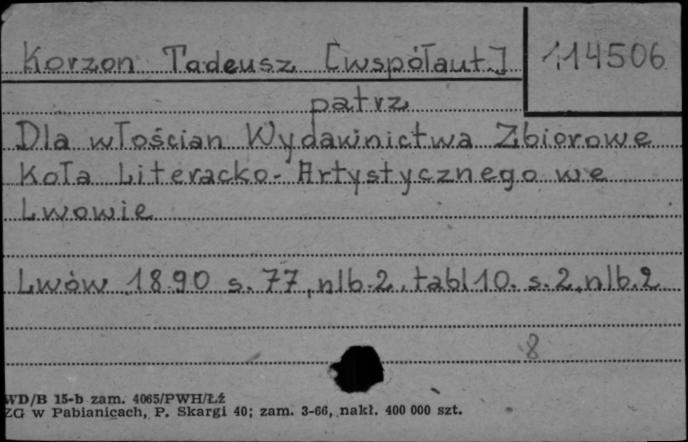 Korzon Tadeusz [współaut.] 114506
patrz
Dla włościan Wydawnictwa Zbiorowe
Koła Literacko-Artystycznego we
Lwowie
Lwów 1890 s. 77, nlb. 2, tabl 10. s. 2, nlb. 2
8
WD/B 15-b zam. 4065/PWH/Łź
ZG w Pabianicach, P. Skargi 40; zam. 3-66, nakł. 400 000 szt.